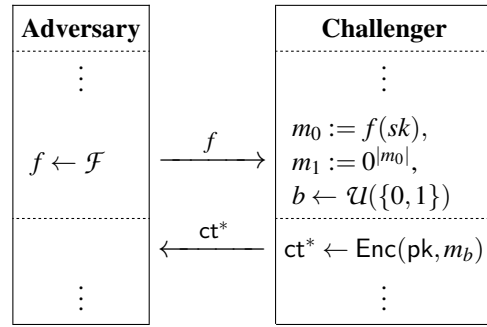 Adversary Challenger
⋮ ⋮
m₀ := f(sk),
f ← ℱ f m₁ := 0^{|m₀|},
b ← 𝒰({0,1})
ct* ct* ← Enc(pk, m_b)
⋮ ⋮